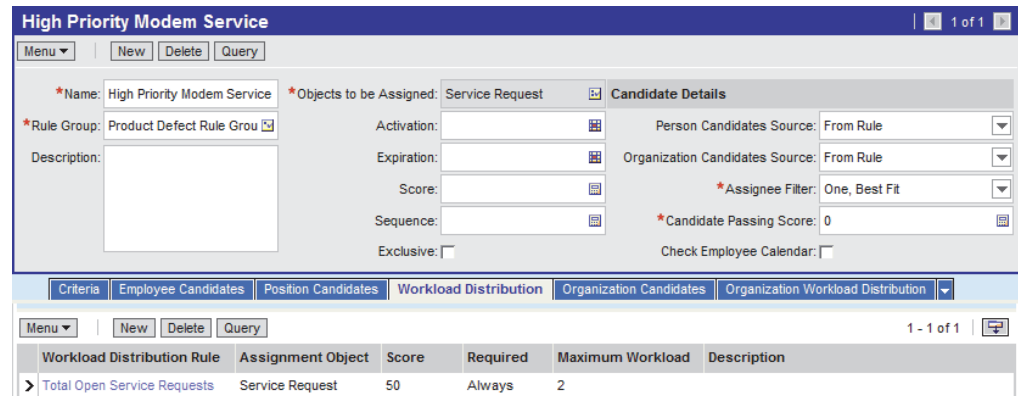 High Priority Modem Service 1 of 1
Menu New Delete Query
*Name: High Priority Modem Service *Objects to be Assigned: Service Request Candidate Details
*Rule Group: Product Defect Rule Grou Activation: Person Candidates Source: From Rule
Description: Expiration: Organization Candidates Source: From Rule
Score: *Assignee Filter: One, Best Fit
Sequence: *Candidate Passing Score: 0
Exclusive: Check Employee Calendar:
Criteria Employee Candidates Position Candidates Workload Distribution Organization Candidates Organization Workload Distribution
Menu New Delete Query 1 - 1 of 1
Workload Distribution Rule Assignment Object Score Required Maximum Workload Description
Total Open Service Requests Service Request 50 Always 2